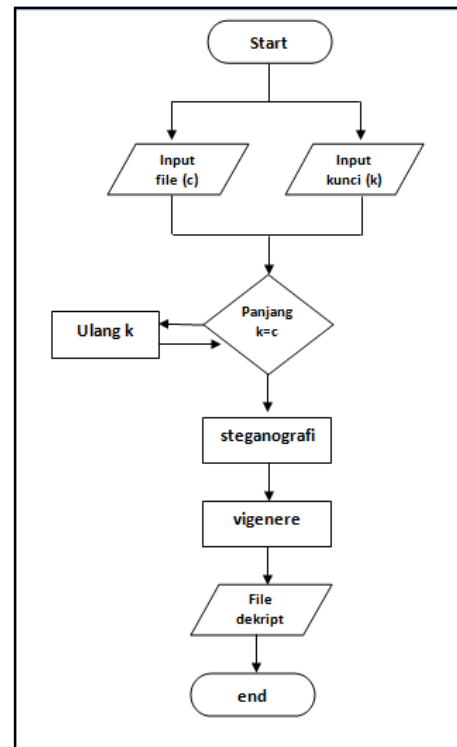 Start
Input
file (c)
Input
kunci (k)
Panjang
k=c
Ulang k
steganografi
vigenere
File
dekript
end